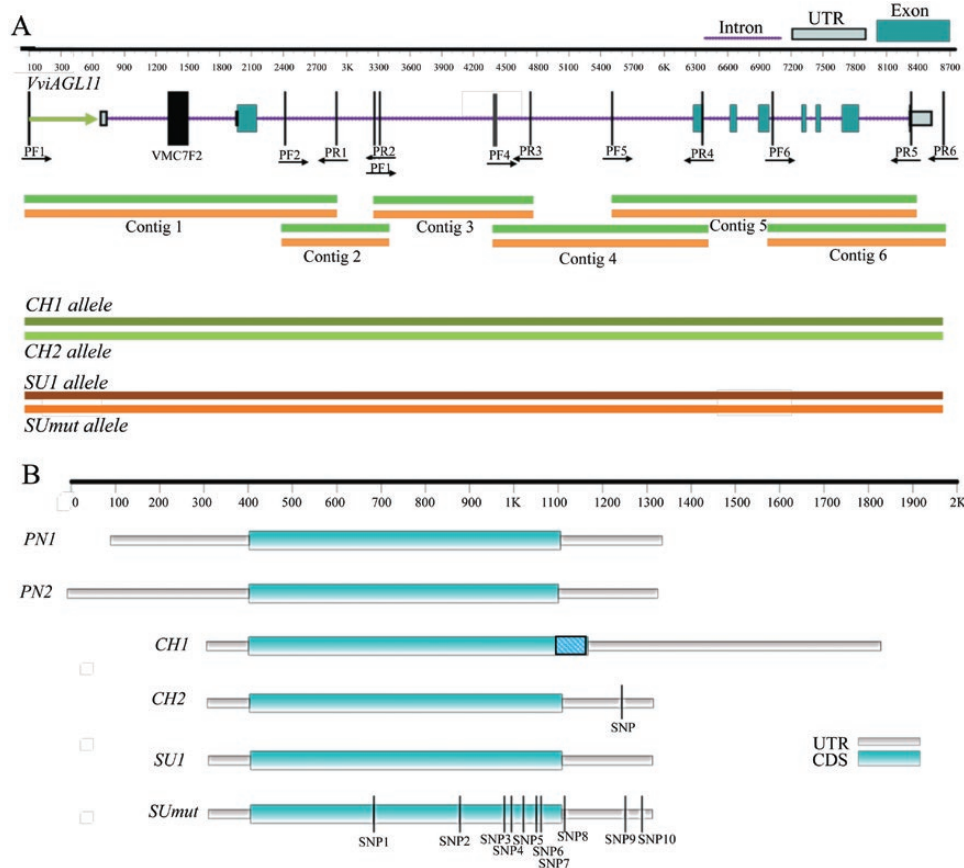 A
Intron
UTR
Exon
100 300 600 900 1200 1500 1800 2100 2400 2700 3K 3300 3600 3900 4200 4500 4800 5100 5400 5700 6K 6300 6600 6900 7200 7500 7800 8100 8400 8700
VviAGL11
VMC7F2
PF1 PF2 PR1 PR2 PF4 PR3 PF5 PR4 PF6 PR5 PR6
PF1
Contig 1
Contig 2
Contig 3
Contig 4
Contig 5
Contig 6
CH1 allele
CH2 allele
SU1 allele
SUmut allele
B
0 100 200 300 400 500 600 700 800 900 1K 1100 1200 1300 1400 1500 1600 1700 1800 1900 2K
PN1
PN2
CH1
CH2
SNP
SU1
UTR
CDS
SUmut
SNP1 SNP2 SNP3 SNP5 SNP8 SNP9 SNP10
SNP4 SNP6
SNP7